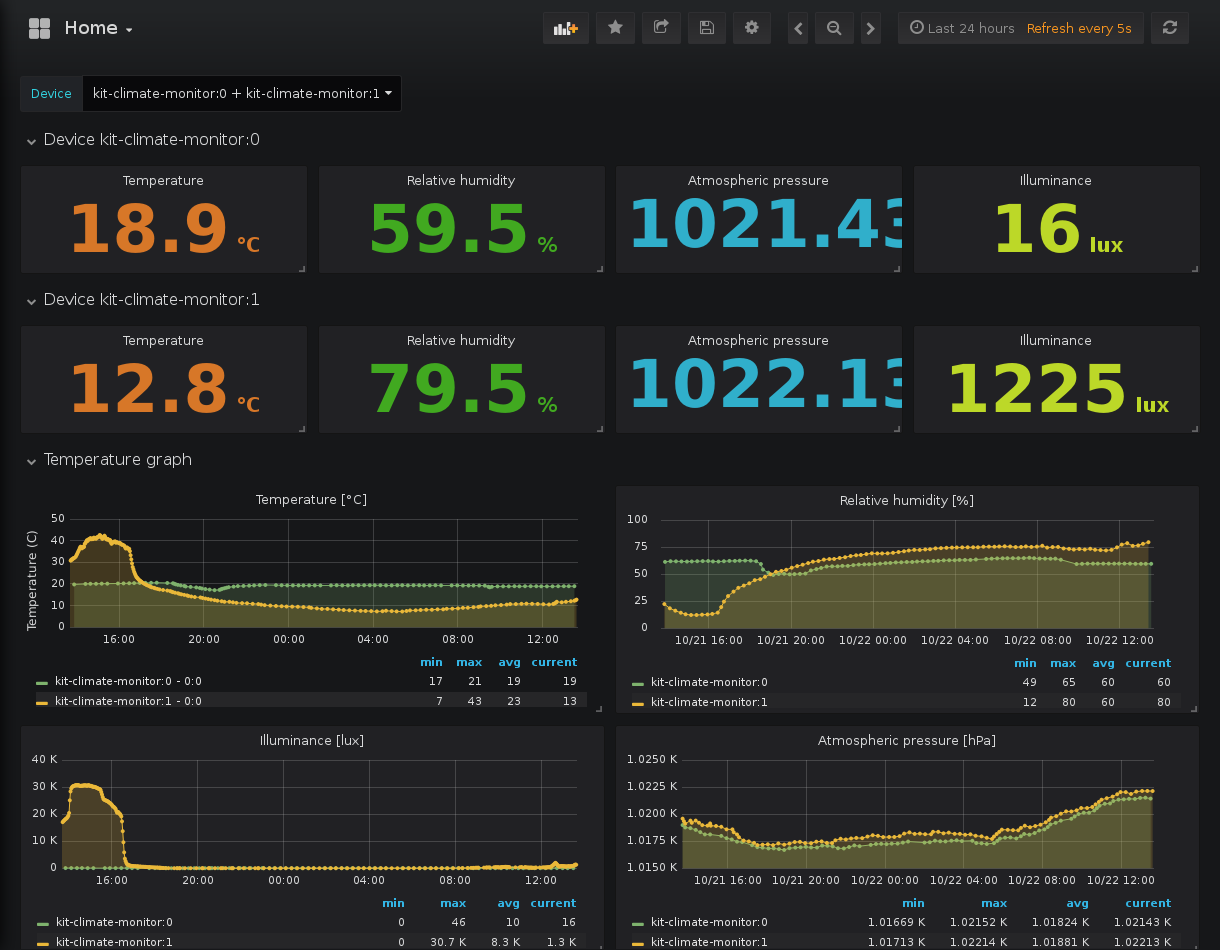 Home
Last 24 hours Refresh every 5s
Device kit-climate-monitor:0 + kit-climate-monitor:1
Device kit-climate-monitor:0
Temperature Relative humidity Atmospheric pressure Illuminance
18.9 °C 59.5 % 1021.43 16 lux
Device kit-climate-monitor:1
Temperature Relative humidity Atmospheric pressure Illuminance
12.8 °C 79.5 % 1022.13 1225 lux
Temperature graph
Temperature [°C]
Temperature (C)
50
40
30
20
10
0
16:00 20:00 00:00 04:00 08:00 12:00
min max avg current
kit-climate-monitor:0 - 0:0 17 21 19 19
kit-climate-monitor:1 - 0:0 7 43 23 13
Relative humidity [%]
100
75
50
25
0
10/21 16:00 10/21 20:00 10/22 00:00 10/22 04:00 10/22 08:00 10/22 12:00
min max avg current
kit-climate-monitor:0 49 65 60 60
kit-climate-monitor:1 12 80 60 80
Illuminance [lux]
40 K
30 K
20 K
10 K
0
16:00 20:00 00:00 04:00 08:00 12:00
min max avg current
kit-climate-monitor:0 0 46 10 16
kit-climate-monitor:1 0 30.7 K 8.3 K 1.3 K
Atmospheric pressure [hPa]
1.0250 K
1.0225 K
1.0200 K
1.0175 K
1.0150 K
10/21 16:00 10/21 20:00 10/22 00:00 10/22 04:00 10/22 08:00 10/22 12:00
min max avg current
kit-climate-monitor:0 1.01669 K 1.02152 K 1.01824 K 1.02143 K
kit-climate-monitor:1 1.01713 K 1.02214 K 1.01881 K 1.02213 K